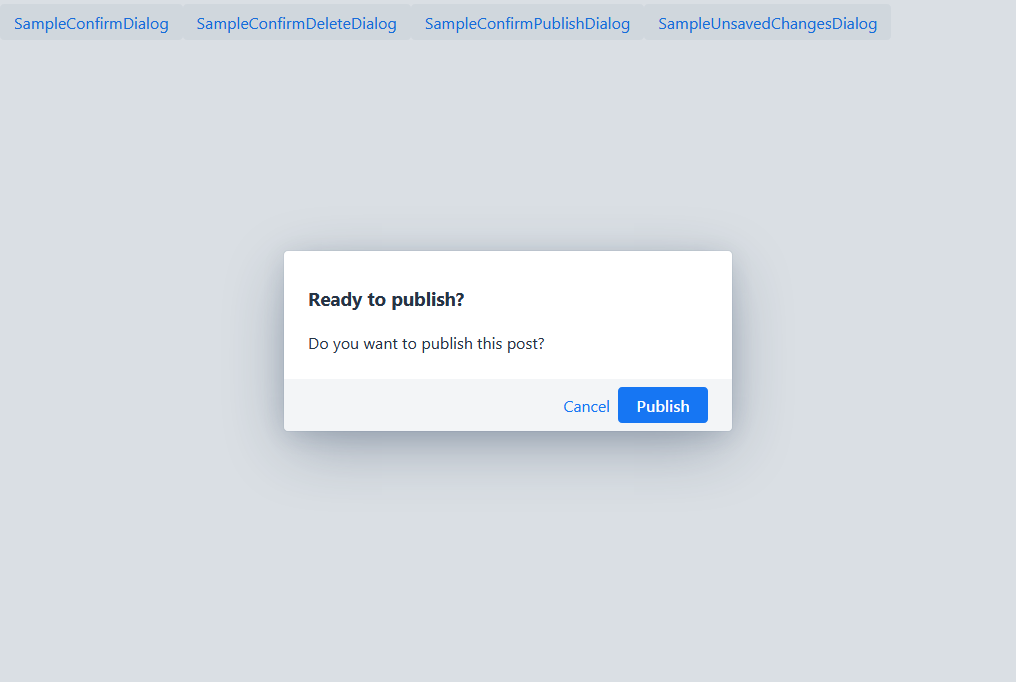 SampleConfirmDialog SampleConfirmDeleteDialog SampleConfirmPublishDialog SampleUnsavedChangesDialog
Ready to publish?
Do you want to publish this post?
Cancel Publish